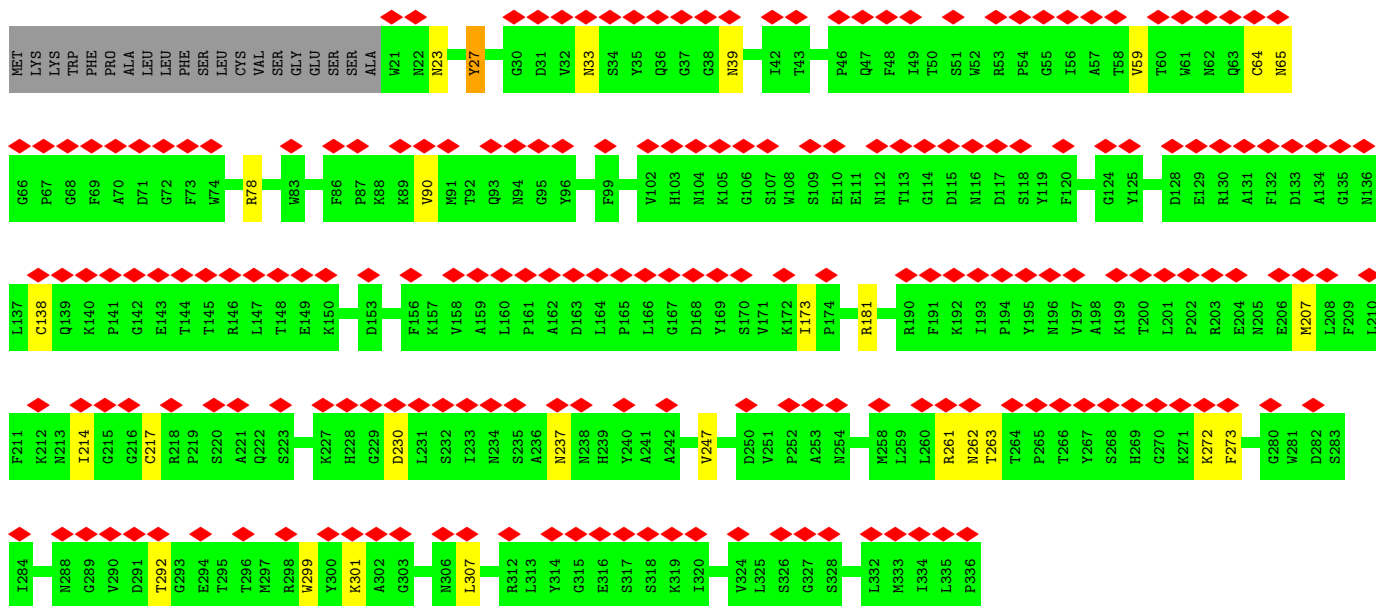 MET LYS LYS TRP PHE PRO ALA LEU LEU PHE SER LEU CYS VAL SER GLY GLU SER SER ALA W21 N22 N23 Y27 G30 D31 V32 N33 S34 Y35 Q36 G37 G38 N39 I42 T43 P46 Q47 F48 I49 T50 S51 W52 R53 P54 G55 I56 A57 T58 V59 T60 W61 N62 Q63 C64 N65
G66 P67 G68 F69 A70 D71 G72 F73 W74 R78 W83 F86 P87 K88 K89 V90 M91 T92 Q93 N94 G95 Y96 F99 V102 H103 N104 K105 G106 S107 W108 S109 E110 E111 N112 T113 G114 D115 N116 D117 S118 Y119 F120 G124 Y125 D128 E129 R130 A131 F132 D133 A134 G135 N136
L137 C138 Q139 K140 P141 G142 E143 T144 T145 R146 L147 T148 E149 K150 D153 F156 K157 V158 A159 L160 P161 A162 D163 L164 P165 L166 G167 D168 Y169 S170 V171 K172 I173 P174 R181 R190 F191 K192 I193 P194 Y195 N196 V197 A198 K199 T200 L201 P202 R203 E204 N205 E206 M207 L208 F209 L210
F211 K212 N213 I214 G215 G216 C217 R218 P219 S220 A221 Q222 S223 K227 H228 G229 D230 L231 S232 I233 N234 S235 A236 N237 N238 H239 Y240 A241 A242 V247 D250 V251 P252 A253 N254 M258 L259 L260 R261 N262 T263 T264 P265 T266 Y267 S268 H269 G270 K271 K272 F273 G280 W281 D282 S283
I284 N288 G289 V290 D291 T292 G293 E294 T295 T296 M297 R298 W299 Y300 K301 A302 G303 N306 L307 R312 L313 Y314 G315 E316 S317 S318 K319 I320 V324 L325 S326 G327 S328 L332 M333 I334 L335 P336